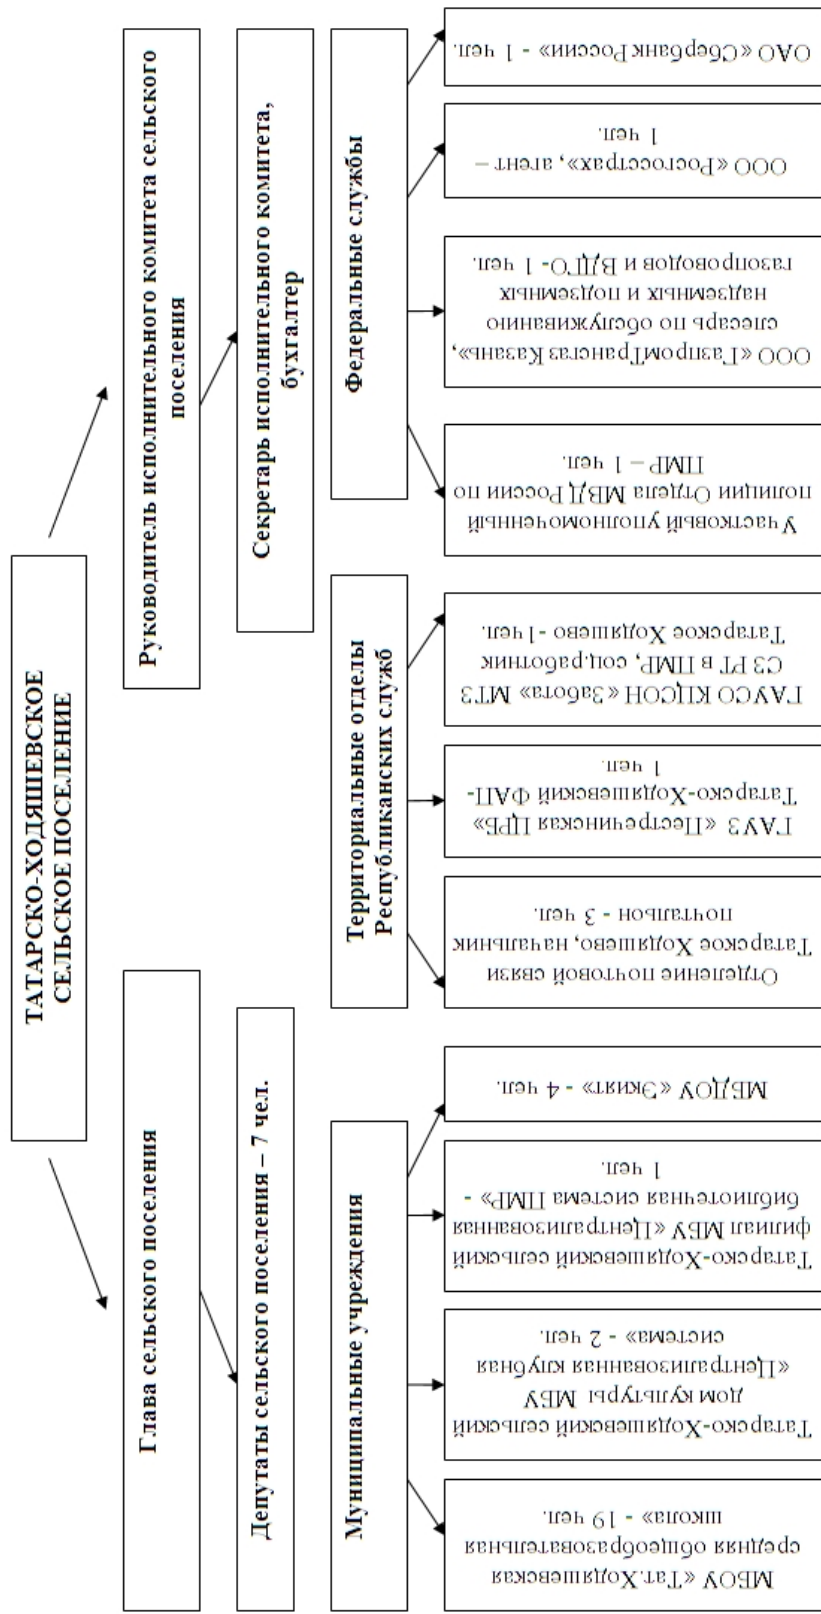 ТАТАРСКО-ХОДЯШЕВСКОЕ
СЕЛЬСКОЕ ПОСЕЛЕНИЕ
Глава сельского поселения
Руководитель исполнительного комитета сельского
поселения
Депутаты сельского поселения – 7 чел.
Секретарь исполнительного комитета,
бухгалтер
Муниципальные учреждения
Территориальные отделы
Республиканских служб
Федеральные службы
МБОУ «Тат.Ходяшевская
средняя общеобразовательная
школа» - 19 чел.
Татарско-Ходяшевский сельский
дом культуры МБУ
«Централизованная клубная
система» - 2 чел.
Татарско-Ходяшевский сельский
филиал МБУ «Централизованная
библиотечная система ПМР» -
1 чел.
МБДОУ «Экият» - 4 чел.
Отделение почтовой связи
Татарское Ходяшево, начальник
почтальон - 3 чел.
ГАУЗ «Пестречинская ЦРБ»
Татарско-Ходяшевский ФАП-
1 чел.
ГАУСО КЦСОН «Забота» МТЗ
СЗ РТ в ПМР, соц.работник
Татарское Ходяшево -1чел.
Участковый уполномоченный
полиции Отдела МВД России по
ПМР – 1 чел.
ООО «ГазпромТрансгаз Казань»,
слесарь по обслуживанию
надземных и подземных
газопроводов и ВДГО- 1 чел.
ООО «Росгосстрах», агент –
1 чел.
ОАО «Сбербанк России» - 1 чел.